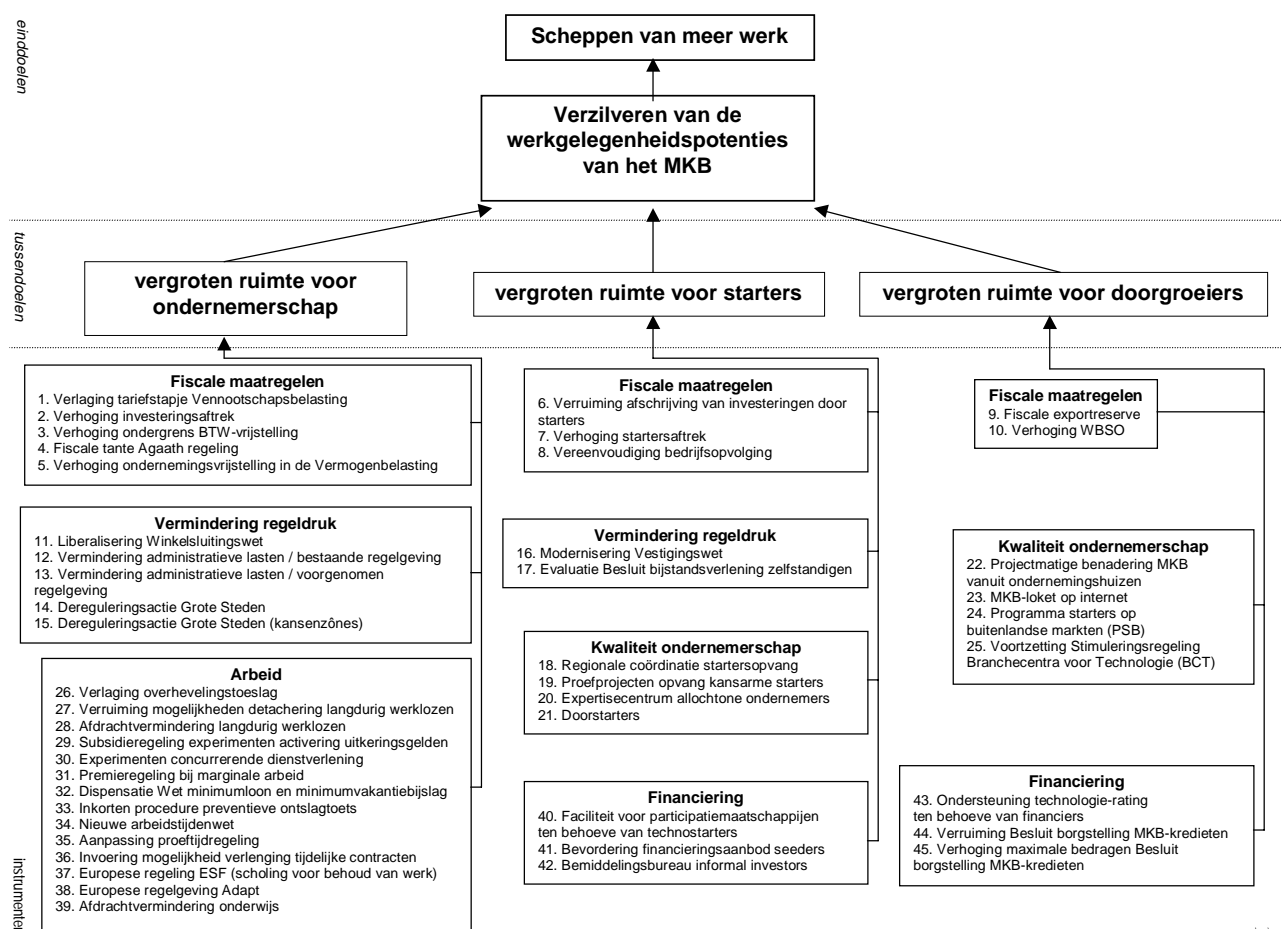 einddoelen
Scheppen van meer werk
Verzilveren van de
werkgelegenheidspotenties
van het MKB
tussendoelen
vergroten ruimte voor
ondernemerschap
vergroten ruimte voor starters
vergroten ruimte voor doorgroeiers
instrumenten
Fiscale maatregelen
1. Verlaging tariefstapje Vennootschapsbelasting
2. Verhoging investeringsaftrek
3. Verhoging ondergrens BTW-vrijstelling
4. Fiscale tante Agaath regeling
5. Verhoging ondernemingsvrijstelling in de Vermogenbelasting
Vermindering regeldruk
11. Liberalisering Winkelsluitingswet
12. Vermindering administratieve lasten / bestaande regelgeving
13. Vermindering administratieve lasten / voorgenomen
regelgeving
14. Dereguleringsactie Grote Steden
15. Dereguleringsactie Grote Steden (kansenzônes)
Arbeid
26. Verlaging overhevelingstoeslag
27. Verruiming mogelijkheden detachering langdurig werklozen
28. Afdrachtvermindering langdurig werklozen
29. Subsidieregeling experimenten activering uitkeringsgelden
30. Experimenten concurrerende dienstverlening
31. Premieregeling bij marginale arbeid
32. Dispensatie Wet minimumloon en minimumvakantiebijslag
33. Inkorten procedure preventieve ontslagtoets
34. Nieuwe arbeidstijdenwet
35. Aanpassing proeftijdregeling
36. Invoering mogelijkheid verlenging tijdelijke contracten
37. Europese regeling ESF (scholing voor behoud van werk)
38. Europese regelgeving Adapt
39. Afdrachtvermindering onderwijs
Fiscale maatregelen
6. Verruiming afschrijving van investeringen door
starters
7. Verhoging startersaftrek
8. Vereenvoudiging bedrijfsopvolging
Vermindering regeldruk
16. Modernisering Vestigingswet
17. Evaluatie Besluit bijstandsverlening zelfstandigen
Kwaliteit ondernemerschap
18. Regionale coördinatie startersopvang
19. Proefprojecten opvang kansarme starters
20. Expertisecentrum allochtone ondernemers
21. Doorstarters
Financiering
40. Faciliteit voor participatiemaatschappijen
ten behoeve van technostarters
41. Bevordering financieringsaanbod seeders
42. Bemiddelingsbureau informal investors
Fiscale maatregelen
9. Fiscale exportreserve
10. Verhoging WBSO
Kwaliteit ondernemerschap
22. Projectmatige benadering MKB
vanuit ondernemingshuizen
23. MKB-loket op internet
24. Programma starters op
buitenlandse markten (PSB)
25. Voortzetting Stimuleringsregeling
Branchecentra voor Technologie (BCT)
Financiering
43. Ondersteuning technologie-rating
ten behoeve van financiers
44. Verruiming Besluit borgstelling MKB-kredieten
45. Verhoging maximale bedragen Besluit
borgstelling MKB-kredieten